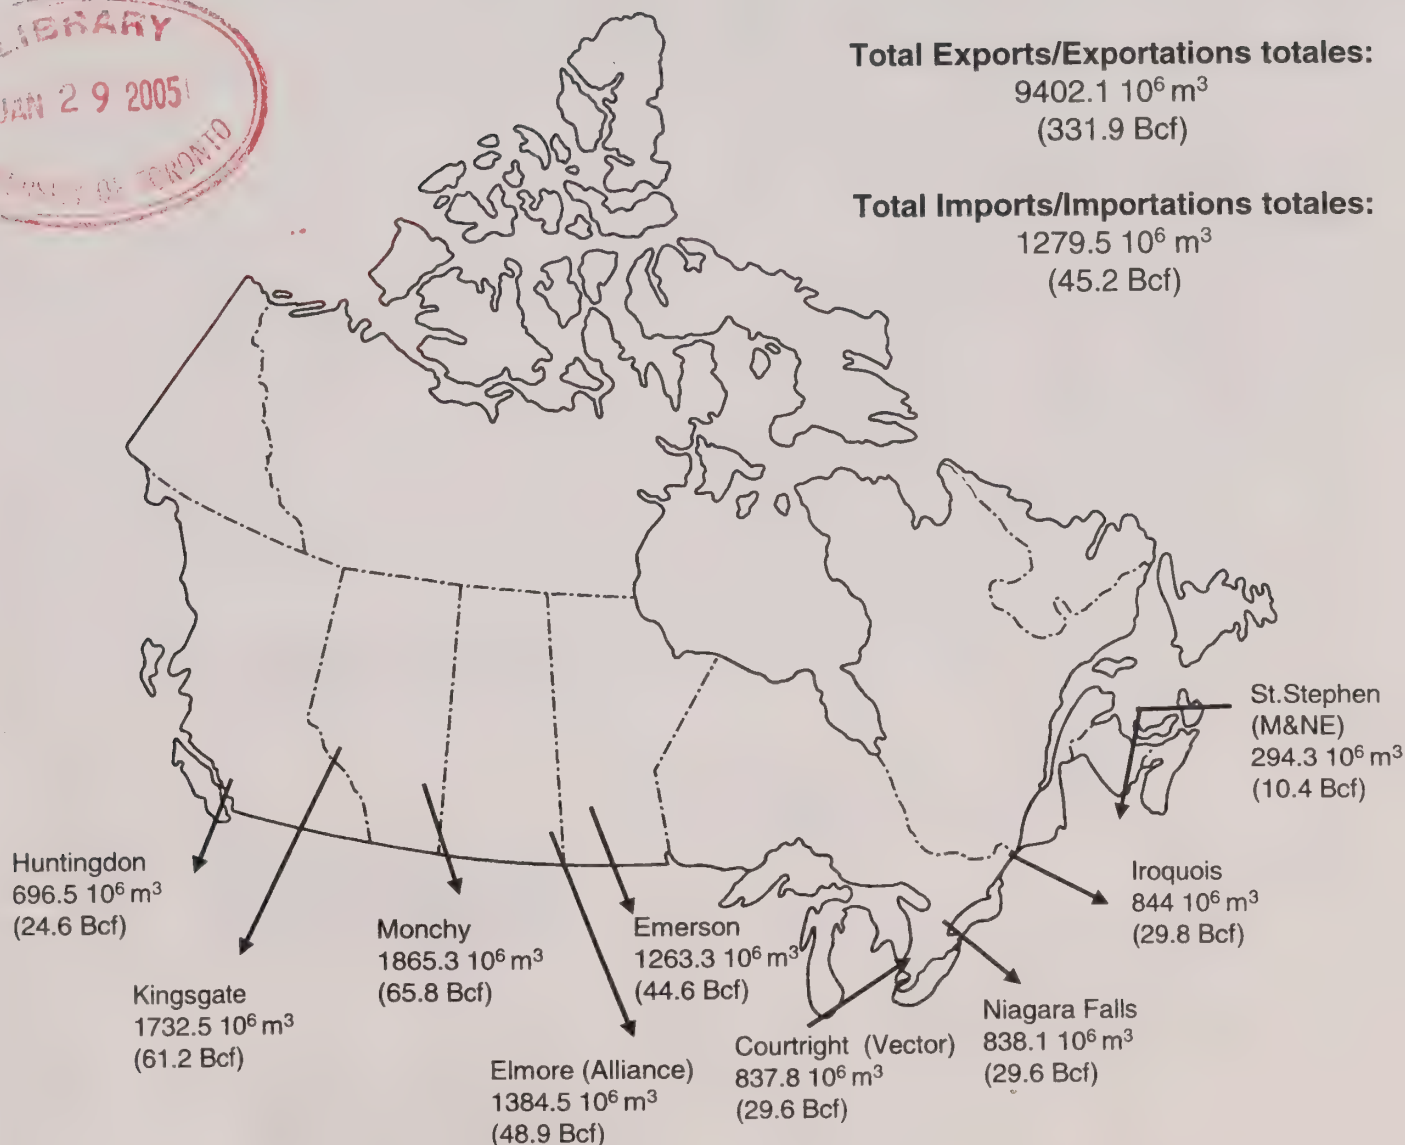 LIBRARY
JAN 29 2005
OF TORONTO
Total Exports/Exportations totales:
9402.1 10⁶ m³
(331.9 Bcf)
Total Imports/Importations totales:
1279.5 10⁶ m³
(45.2 Bcf)
St.Stephen
(M&NE)
294.3 10⁶ m³
(10.4 Bcf)
Huntingdon
696.5 10⁶ m³
(24.6 Bcf)
Iroquois
844 10⁶ m³
(29.8 Bcf)
Monchy
1865.3 10⁶ m³
(65.8 Bcf)
Emerson
1263.3 10⁶ m³
(44.6 Bcf)
Kingsgate
1732.5 10⁶ m³
(61.2 Bcf)
Niagara Falls
838.1 10⁶ m³
(29.6 Bcf)
Courtright (Vector)
837.8 10⁶ m³
(29.6 Bcf)
Elmore (Alliance)
1384.5 10⁶ m³
(48.9 Bcf)